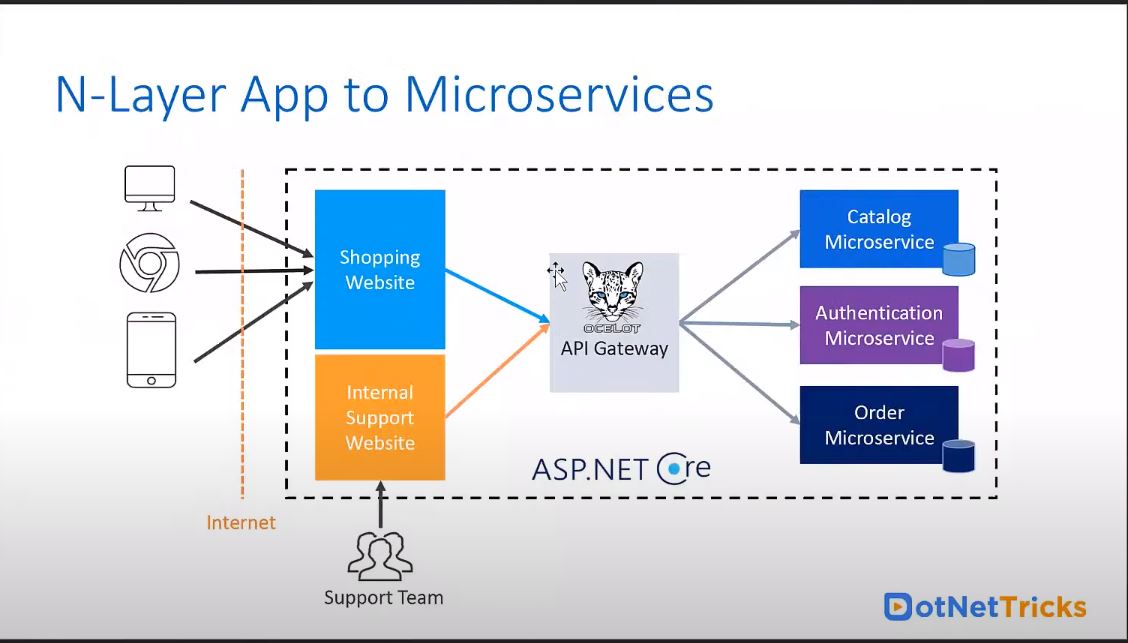 N-Layer App to Microservices
Shopping
Website
Internal
Support
Website
OCELOT
API Gateway
Catalog
Microservice
Authentication
Microservice
Order
Microservice
ASP.NET Core
Internet
Support Team
DotNetTricks